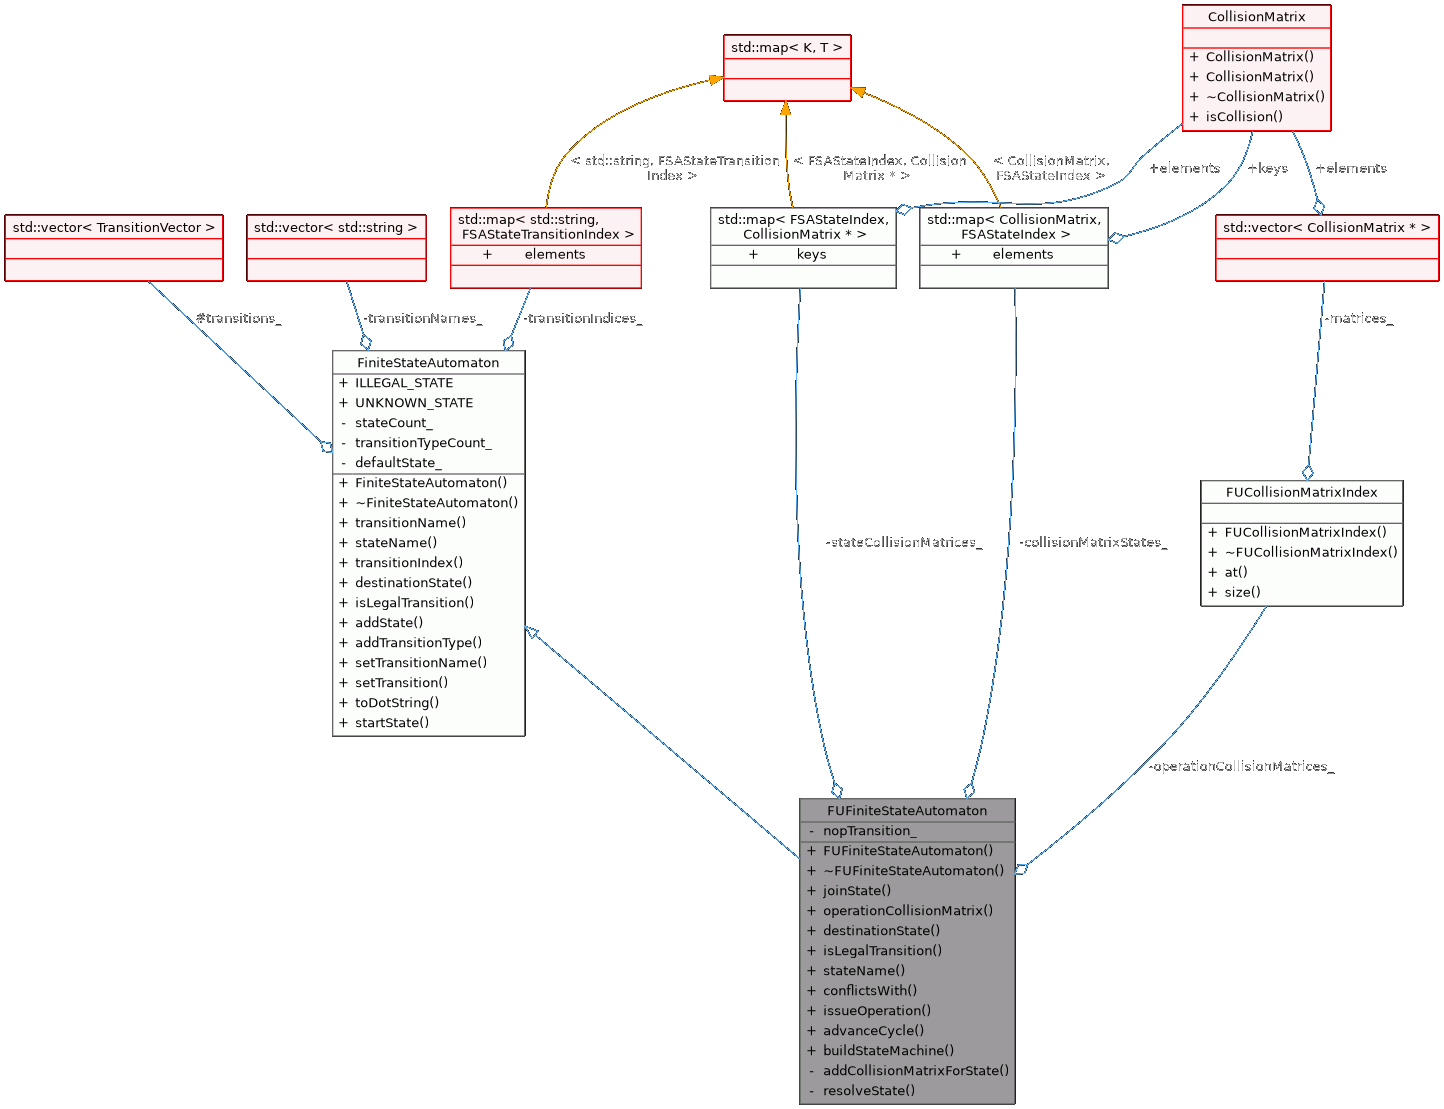 CollisionMatrix
+ CollisionMatrix()
+ CollisionMatrix()
+ ~CollisionMatrix()
+ isCollision()
std::map< K, T >
< std::string, FSAStateTransition
Index >
< FSAStateIndex, Collision
Matrix * >
< CollisionMatrix,
FSAStateIndex >
+elements
+keys
+elements
std::vector< TransitionVector >
std::vector< std::string >
std::map< std::string,
FSAStateTransitionIndex >
+ elements
std::map< FSAStateIndex,
CollisionMatrix * >
+ keys
std::map< CollisionMatrix,
FSAStateIndex >
+ elements
std::vector< CollisionMatrix * >
#transitions_
-transitionNames_
-transitionIndices_
-matrices_
FiniteStateAutomaton
+ ILLEGAL_STATE
+ UNKNOWN_STATE
- stateCount_
- transitionTypeCount_
- defaultState_
+ FiniteStateAutomaton()
+ ~FiniteStateAutomaton()
+ transitionName()
+ stateName()
+ transitionIndex()
+ destinationState()
+ isLegalTransition()
+ addState()
+ addTransitionType()
+ setTransitionName()
+ setTransition()
+ toDotString()
+ startState()
-stateCollisionMatrices_
-collisionMatrixStates_
FUCollisionMatrixIndex
+ FUCollisionMatrixIndex()
+ ~FUCollisionMatrixIndex()
+ at()
+ size()
-operationCollisionMatrices_
FUFiniteStateAutomaton
- nopTransition_
+ FUFiniteStateAutomaton()
+ ~FUFiniteStateAutomaton()
+ joinState()
+ operationCollisionMatrix()
+ destinationState()
+ isLegalTransition()
+ stateName()
+ conflictsWith()
+ issueOperation()
+ advanceCycle()
+ buildStateMachine()
- addCollisionMatrixForState()
- resolveState()